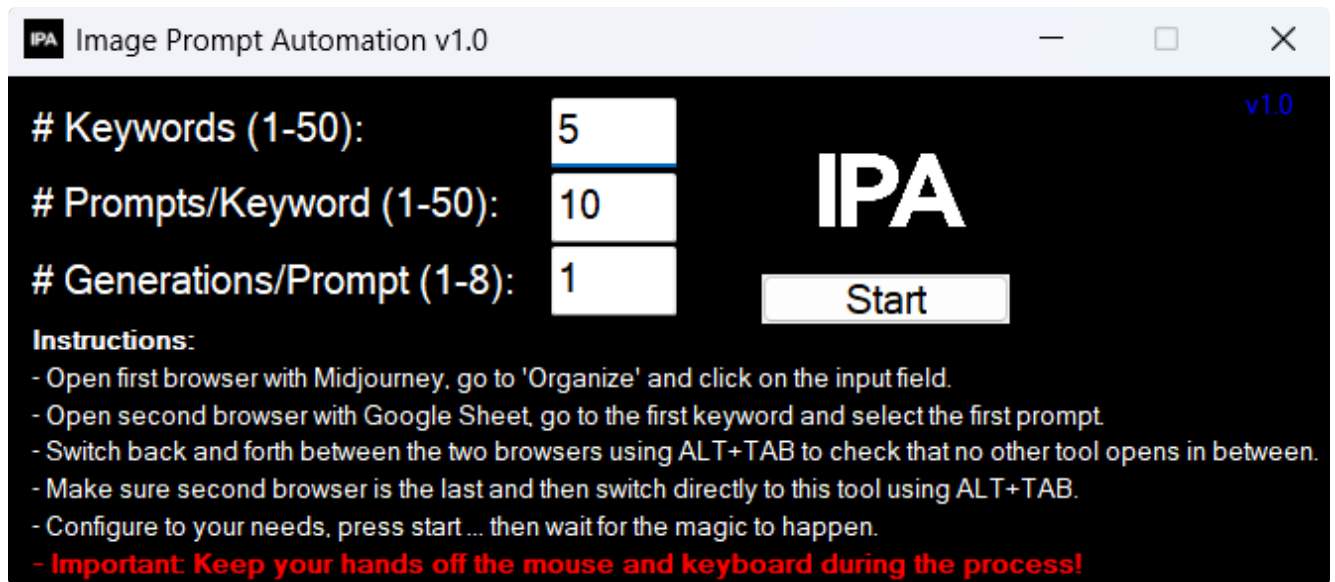 IPA Image Prompt Automation v1.0
v1.0
# Keywords (1-50): 5
# Prompts/Keyword (1-50): 10
IPA
# Generations/Prompt (1-8): 1
Start
Instructions:
- Open first browser with Midjourney, go to 'Organize' and click on the input field.
- Open second browser with Google Sheet, go to the first keyword and select the first prompt.
- Switch back and forth between the two browsers using ALT+TAB to check that no other tool opens in between.
- Make sure second browser is the last and then switch directly to this tool using ALT+TAB.
- Configure to your needs, press start ... then wait for the magic to happen.
- Important: Keep your hands off the mouse and keyboard during the process!